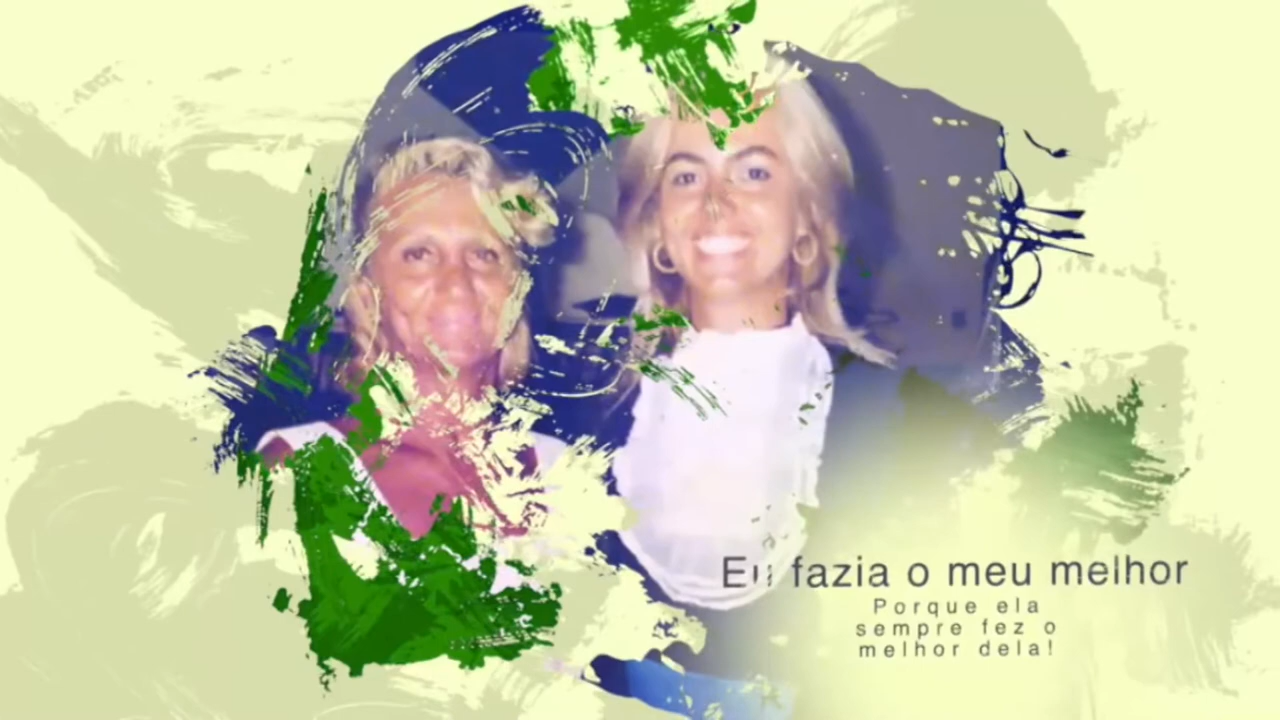 Eu fazia o meu melhor
Porque ela
sempre fez o
melhor dela!